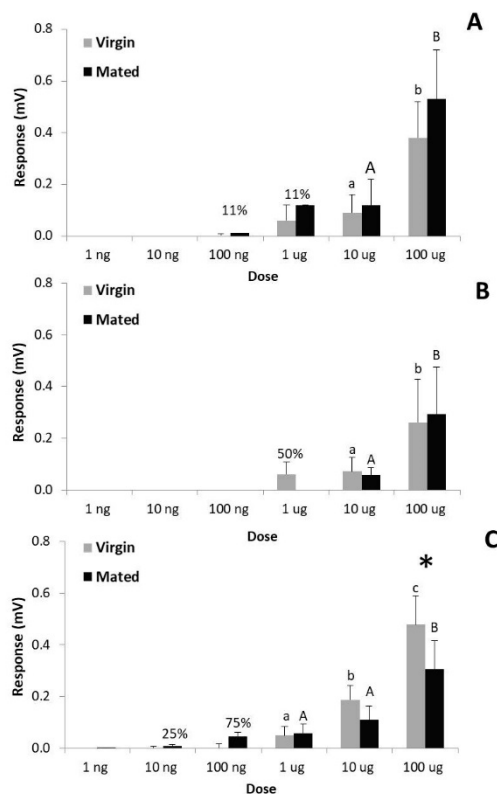 A
Virgin
Mated
Response (mV)
0.8
0.6
0.4
0.2
0.0
11%
11%
a
A
b
B
1 ng 10 ng 100 ng 1 ug 10 ug 100 ug
Dose
B
Virgin
Mated
Response (mV)
0.8
0.6
0.4
0.2
0.0
50%
a
A
b
B
1 ng 10 ng 100 ng 1 ug 10 ug 100 ug
Dose
C
Virgin
Mated
Response (mV)
0.8
0.6
0.4
0.2
0.0
25%
75%
a A
b
A
*
c
B
1 ng 10 ng 100 ng 1 ug 10 ug 100 ug
Dose